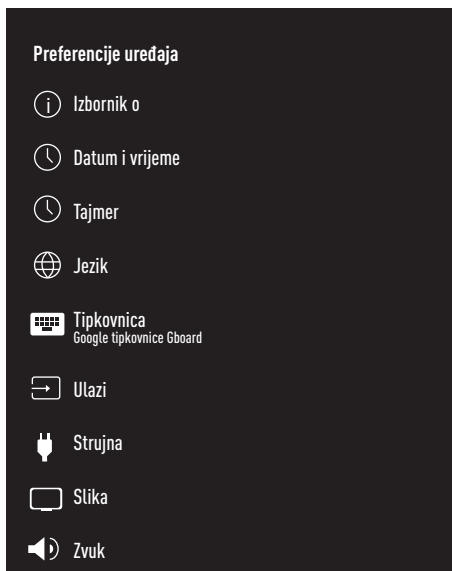 Preferencije uređaja
Izbornik o
Datum i vrijeme
Tajmer
Jezik
Tipkovnica
Google tipkovnice Gboard
Ulazi
Strujna
Slika
Zvuk